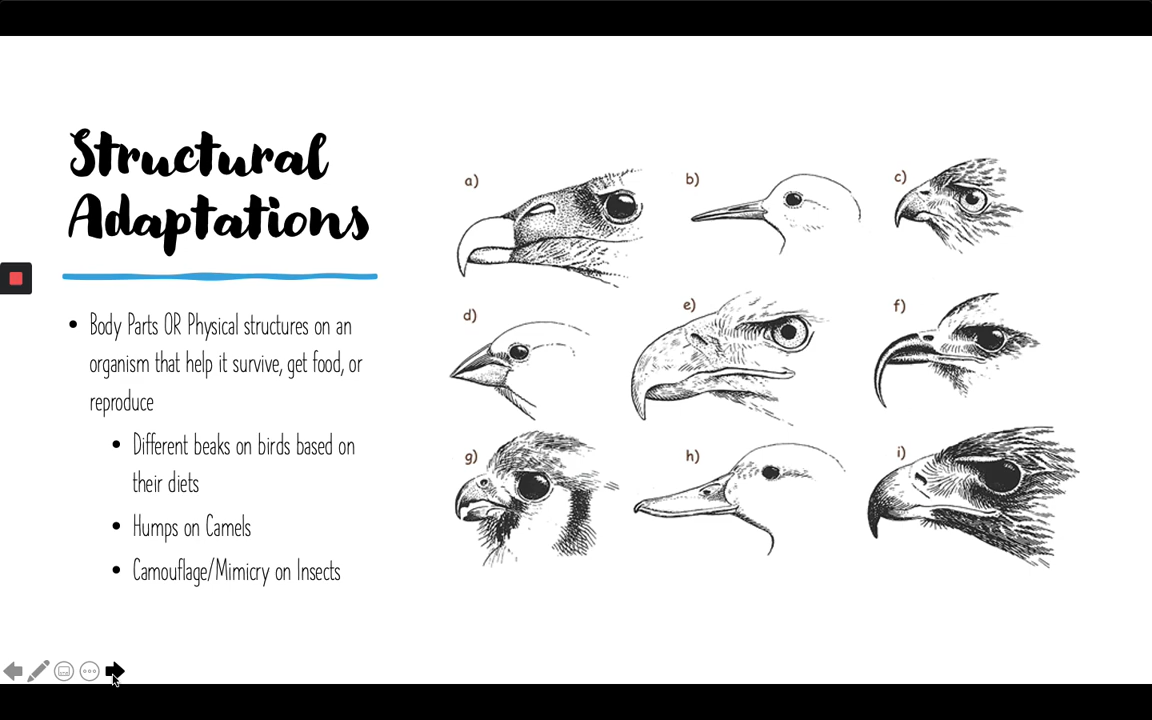 Structural
Adaptations
• Body Parts OR Physical structures on an
organism that help it survive, get food, or
reproduce
• Different beaks on birds based on
their diets
• Humps on Camels
• Camouflage/Mimicry on Insects
a)
b)
c)
d)
e)
f)
g)
h)
i)